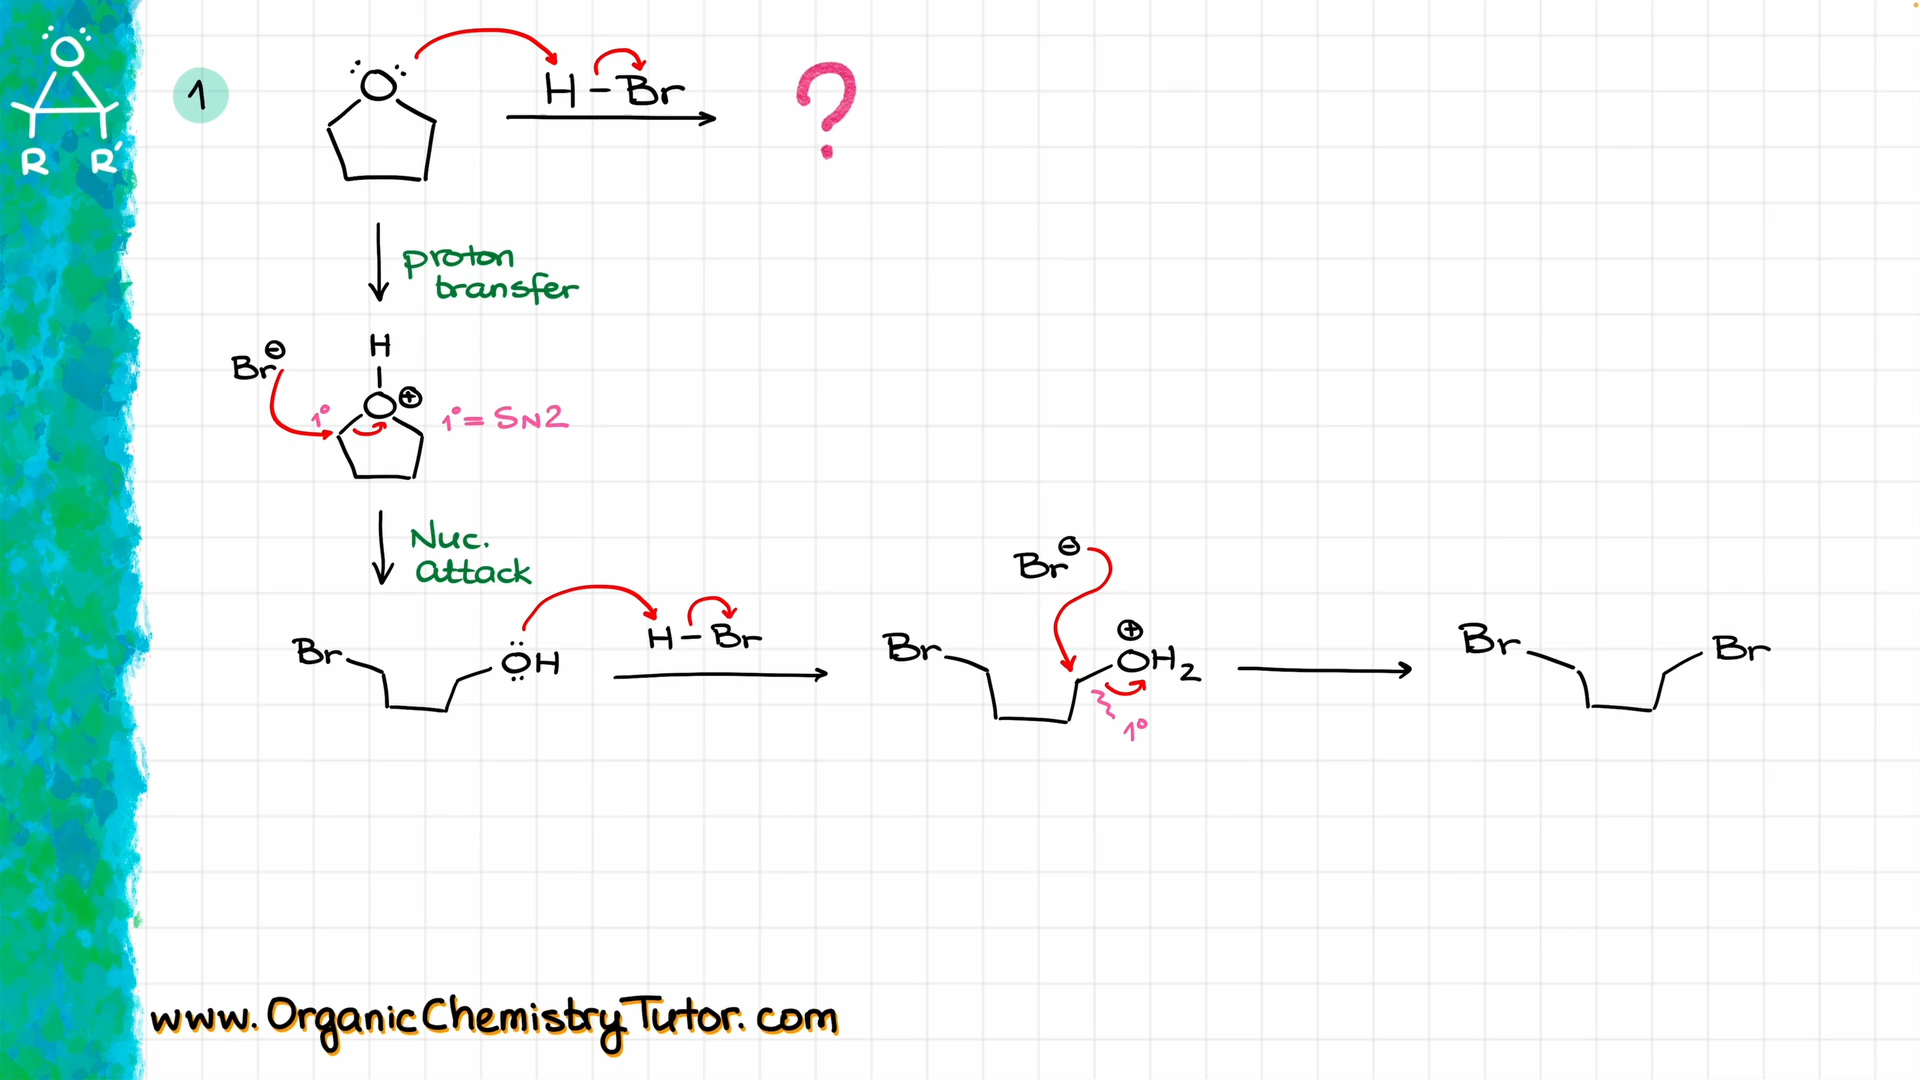 O
R R'
1
O
H-Br
?
proton
transfer
H
Br⊖
O⊕
1° 1°= SN2
Nuc.
attack
Br OH
H-Br
Br⊖
Br ⊕
OH2
1°
Br Br
www.OrganicChemistryTutor.com